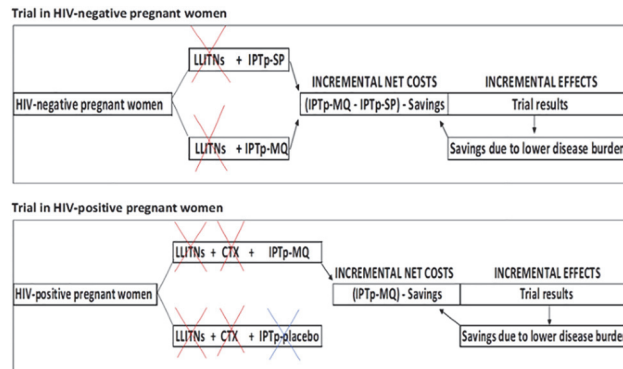 Trial in HIV-negative pregnant women
LLITNs + IPTp-SP
INCREMENTAL NET COSTS INCREMENTAL EFFECTS
HIV-negative pregnant women (IPTp-MQ - IPTp-SP) - Savings Trial results
LLITNs + IPTp-MQ Savings due to lower disease burden
Trial in HIV-positive pregnant women
LLITNs + CTX + IPTp-MQ
INCREMENTAL NET COSTS INCREMENTAL EFFECTS
HIV-positive pregnant women (IPTp-MQ) - Savings Trial results
LLITNs + CTX + IPTp-placebo Savings due to lower disease burden